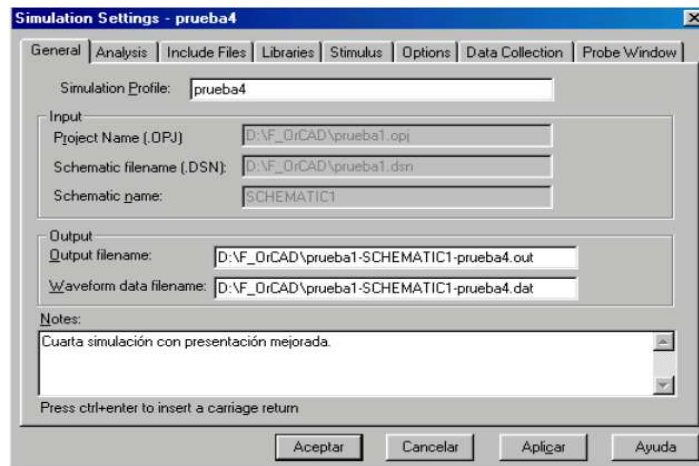 Simulation Settings - prueba4
General Analysis Include Files Libraries Stimulus Options Data Collection Probe Window
Simulation Profile: prueba4
Input
Project Name (.OPJ) D:\F_OrCAD\prueba1.opj
Schematic filename (.DSN): D:\F_OrCAD\prueba1.dsn
Schematic name: SCHEMATIC1
Output
Output filename: D:\F_OrCAD\prueba1-SCHEMATIC1-prueba4.out
Waveform data filename: D:\F_OrCAD\prueba1-SCHEMATIC1-prueba4.dat
Notes:
Cuarta simulación con presentación mejorada.
Press ctrl+enter to insert a carriage return
Aceptar Cancelar Aplicar Ayuda